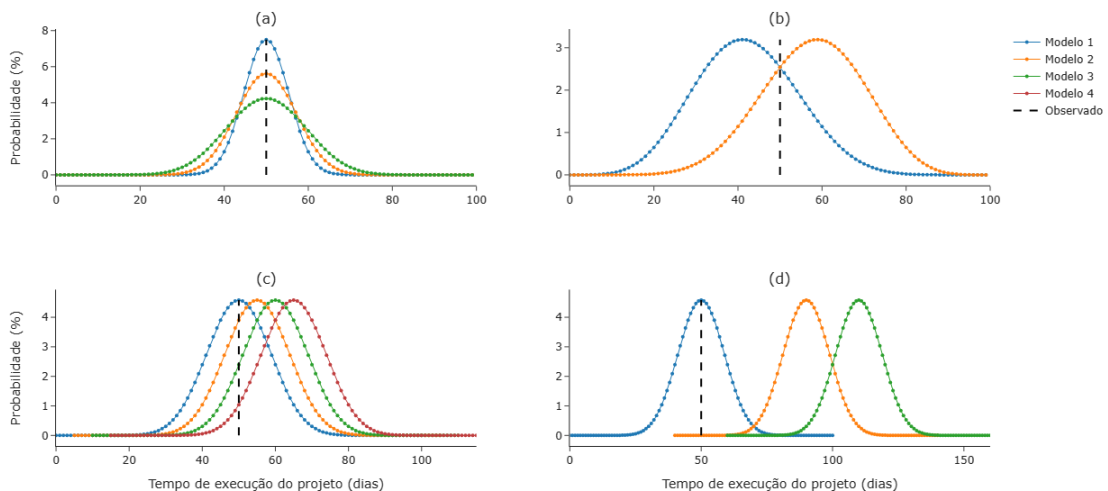 (a)
(b)
Probabilidade (%)
8
6
4
2
0
0 20 40 60 80 100
3
2
1
0
0 20 40 60 80 100
Modelo 1
Modelo 2
Modelo 3
Modelo 4
Observado
(c)
(d)
Probabilidade (%)
4
3
2
1
0
0 20 40 60 80 100
Tempo de execução do projeto (dias)
4
3
2
1
0
0 50 100 150
Tempo de execução do projeto (dias)